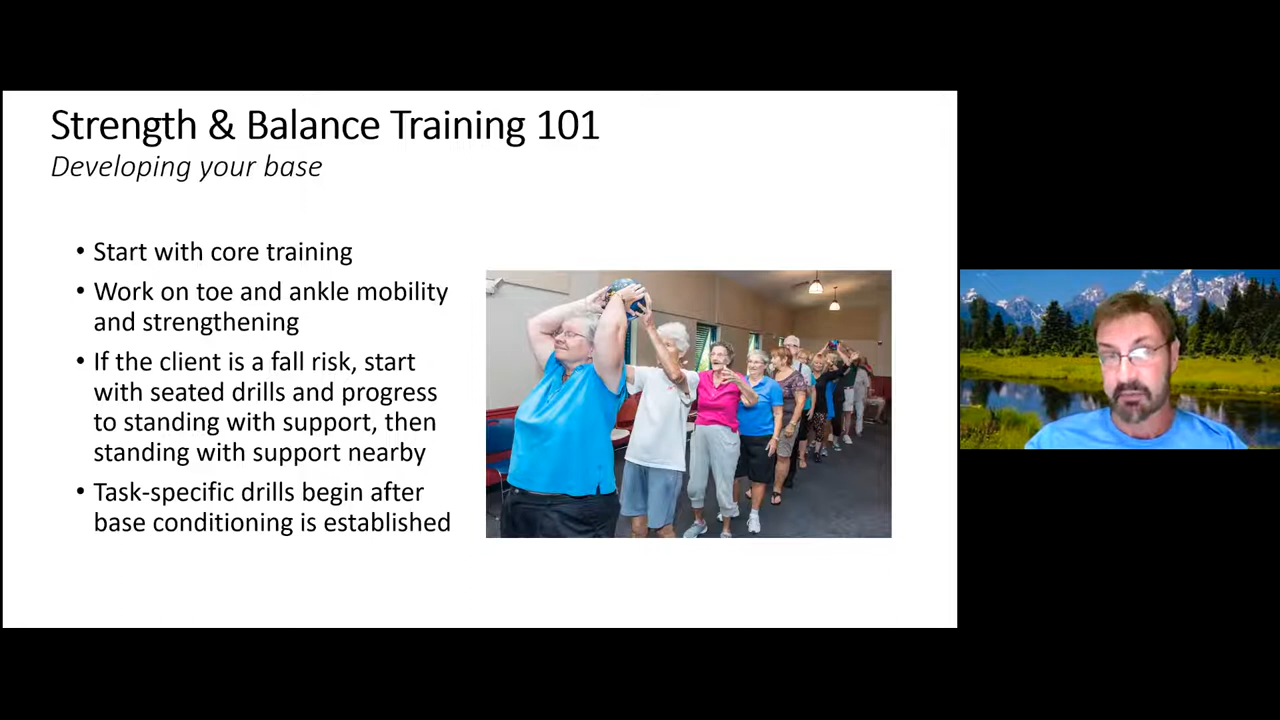 Strength & Balance Training 101
Developing your base
• Start with core training
• Work on toe and ankle mobility
and strengthening
• If the client is a fall risk, start
with seated drills and progress
to standing with support, then
standing with support nearby
• Task-specific drills begin after
base conditioning is established